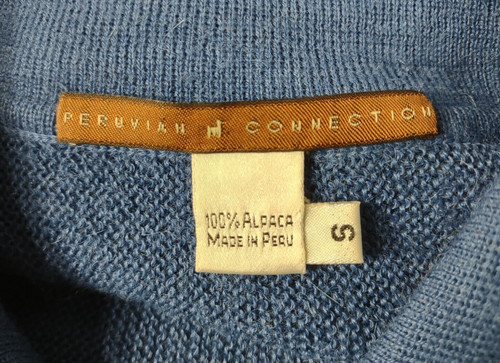 PERUVIAN CONNECTION
100% ALPACA
MADE IN PERU
S